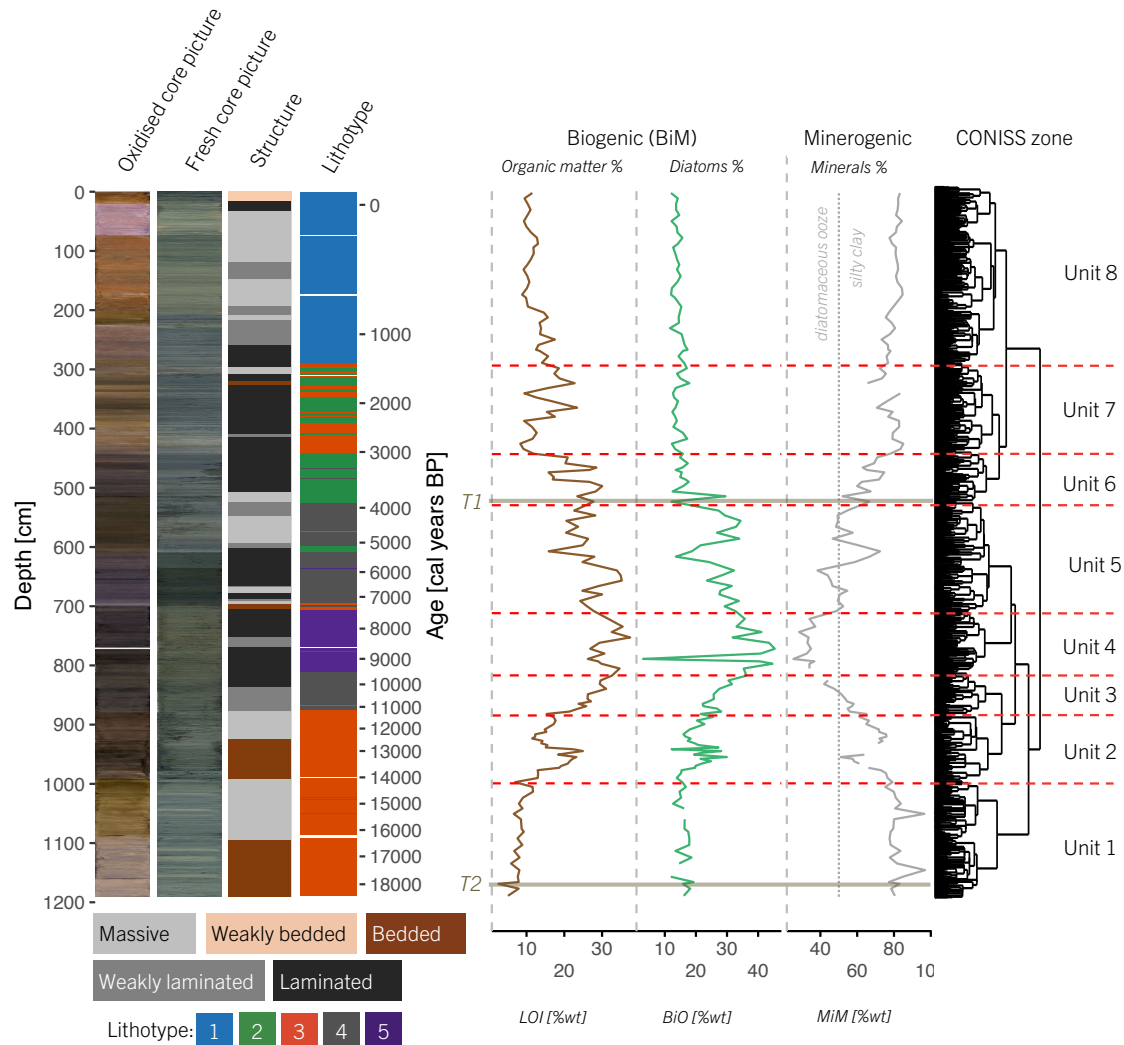 Oxidised core picture
Fresh core picture
Structure
Lithotype
Biogenic (BiM)
Minerogenic
CONISS zone
Organic matter %
Diatoms %
Minerals %
Depth [cm]
0
100
200
300
400
500
600
700
800
900
1000
1100
1200
Age [cal years BP]
0
1000
2000
3000
4000
5000
6000
7000
8000
9000
10000
11000
12000
13000
14000
15000
16000
17000
18000
diatomaceous ooze
silty clay
T1
T2
Unit 8
Unit 7
Unit 6
Unit 5
Unit 4
Unit 3
Unit 2
Unit 1
10 30
20
10 30
20 40
40 80
60 10
LOI [%wt]
BiO [%wt]
MiM [%wt]
Massive
Weakly bedded
Bedded
Weakly laminated
Laminated
Lithotype: 1 2 3 4 5